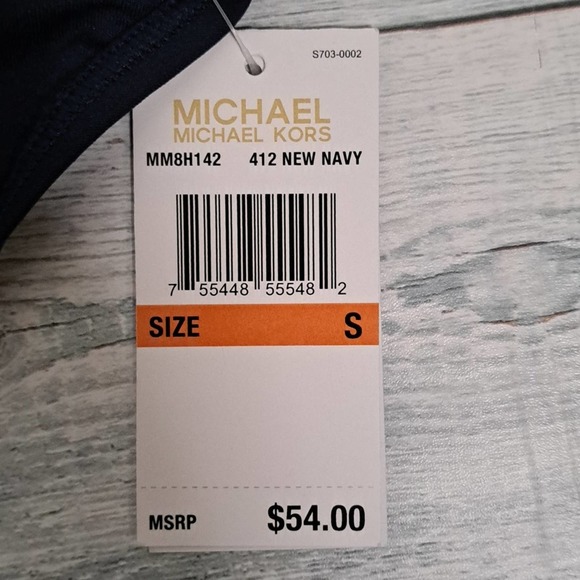 S703-0002
MICHAEL
MICHAEL KORS
MM8H142 412 NEW NAVY
7 55448 55548 2
SIZE S
MSRP $54.00